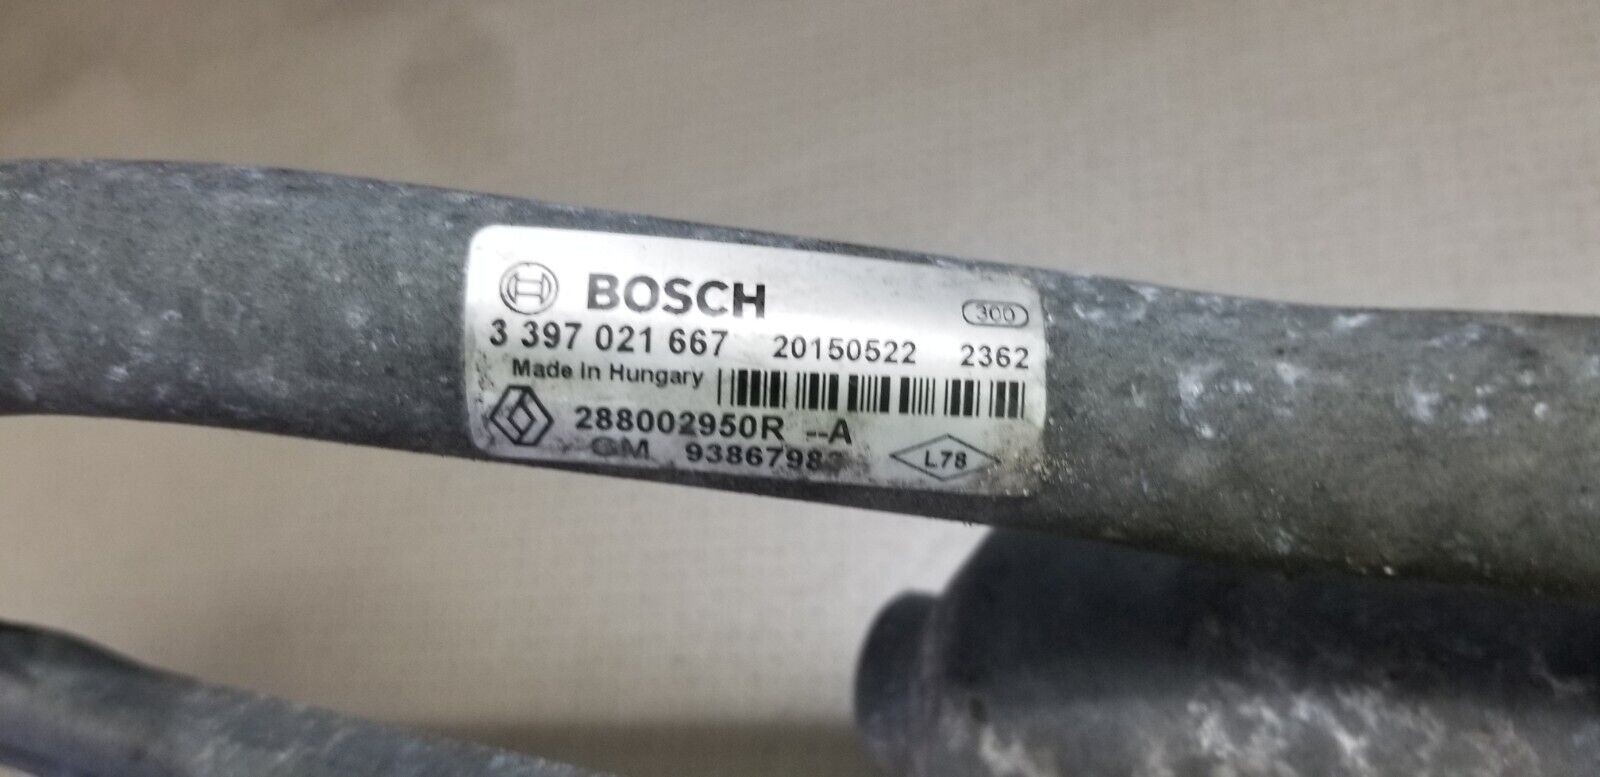 BOSCH 300
3 397 021 667 20150522 2362
Made In Hungary
288002950R --A
GM L78